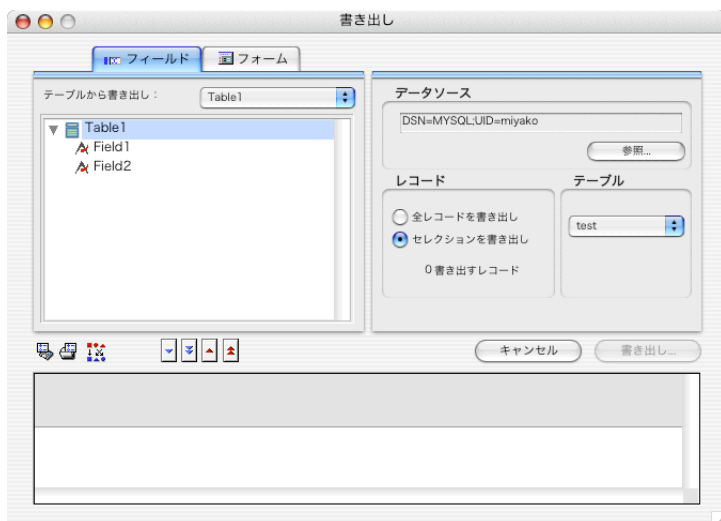 書き出し
フィールド
フォーム
テーブルから書き出し：
Table1
Table1
Field1
Field2
データソース
DSN=MYSQL;UID=miyako
参照...
レコード
全レコードを書き出し
セレクションを書き出し
0 書き出すレコード
テーブル
test
キャンセル
書き出し...